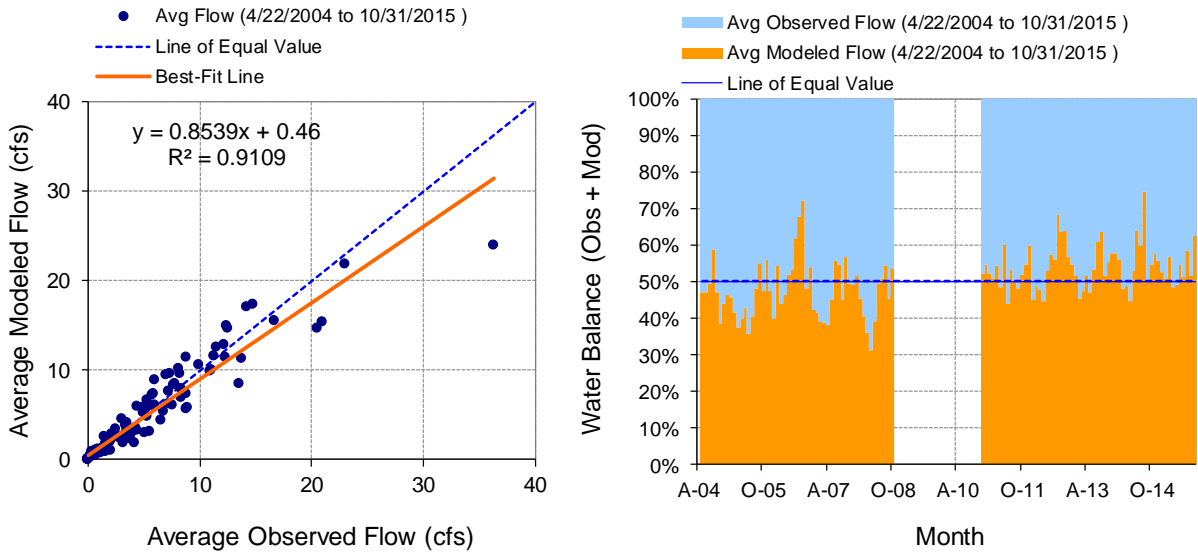 Avg Flow (4/22/2004 to 10/31/2015 )
Line of Equal Value
Best-Fit Line
y = 0.8539x + 0.46
R² = 0.9109
Average Modeled Flow (cfs)
40
30
20
10
0
0 10 20 30 40
Average Observed Flow (cfs)
Avg Observed Flow (4/22/2004 to 10/31/2015 )
Avg Modeled Flow (4/22/2004 to 10/31/2015 )
Line of Equal Value
Water Balance (Obs + Mod)
100%
90%
80%
70%
60%
50%
40%
30%
20%
10%
0%
A-04 O-05 A-07 O-08 A-10 O-11 A-13 O-14
Month